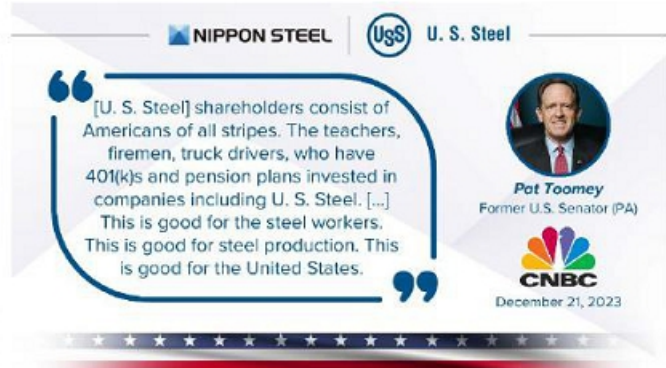 NIPPON STEEL
USS U. S. Steel
“
[U. S. Steel] shareholders consist of
Americans of all stripes. The teachers,
firemen, truck drivers, who have
401(k)s and pension plans invested in
companies including U. S. Steel. [...]
This is good for the steel workers.
This is good for steel production. This
is good for the United States.
”
Pat Toomey
Former U.S. Senator (PA)
CNBC
December 21, 2023